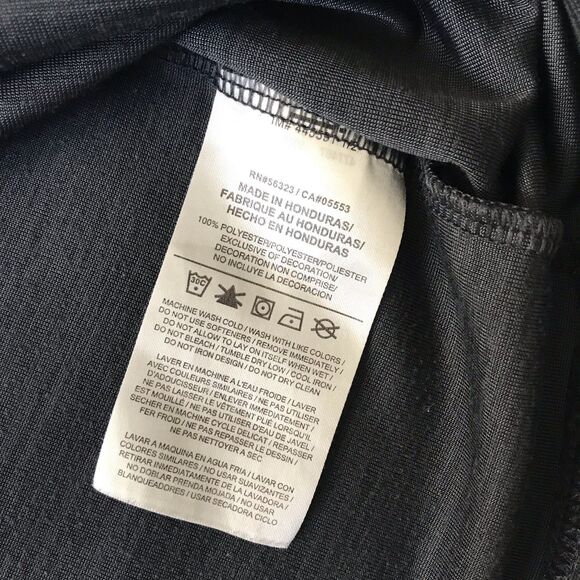 RN#56323 / CA#05553
MADE IN HONDURAS/
FABRIQUE AU HONDURAS/
HECHO EN HONDURAS
100% POLYESTER/POLYESTER/POLIESTER
EXCLUSIVE OF DECORATION/
DECORATION NON COMPRISE/
NO INCLUYE LA DECORACION
30C
MACHINE WASH COLD / WASH WITH LIKE COLORS /
DO NOT USE SOFTENERS / REMOVE IMMEDIATELY /
DO NOT ALLOW TO LAY ON ITSELF WHEN WET /
DO NOT BLEACH / TUMBLE DRY LOW / COOL IRON /
DO NOT IRON DESIGN / DO NOT DRY CLEAN
LAVER EN MACHINE A L'EAU FROIDE / LAVER
AVEC COULEURS SIMILAIRES / NE PAS UTILISER
D'ADOUCISSEUR / ENLEVER IMMEDIATEMENT /
NE PAS LAISSER LE VÊTEMENT PLIE LORSQU'IL
EST MOUILLÉ / NE PAS UTILISER D'EAU DE JAVEL /
SECHER EN MACHINE CYCLE DELICAT / REPASSER
FER FROID / NE PAS REPASSER LE DESSIN /
NE PAS NETTOYER A SEC
LAVAR A MAQUINA EN AGUA FRIA / LAVAR CON
COLORES SIMILARES / NO USAR SUAVIZANTES /
RETIRAR INMEDIATAMENTE DE LA LAVADORA /
NO DOBLAR PRENDA MOJADA / NO USAR
BLANQUEADORES / USAR SECADORA CICLO